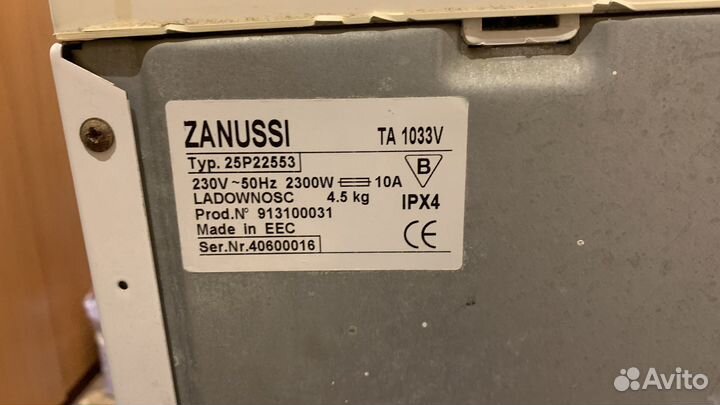 ZANUSSI TA 1033V
Typ. 25P22553
B
230V ~50Hz 2300W 10A
LADOWNOSC 4.5 kg
IPX4
Prod.N° 913100031
Made in EEC
CE
Ser.Nr.40600016
Avito